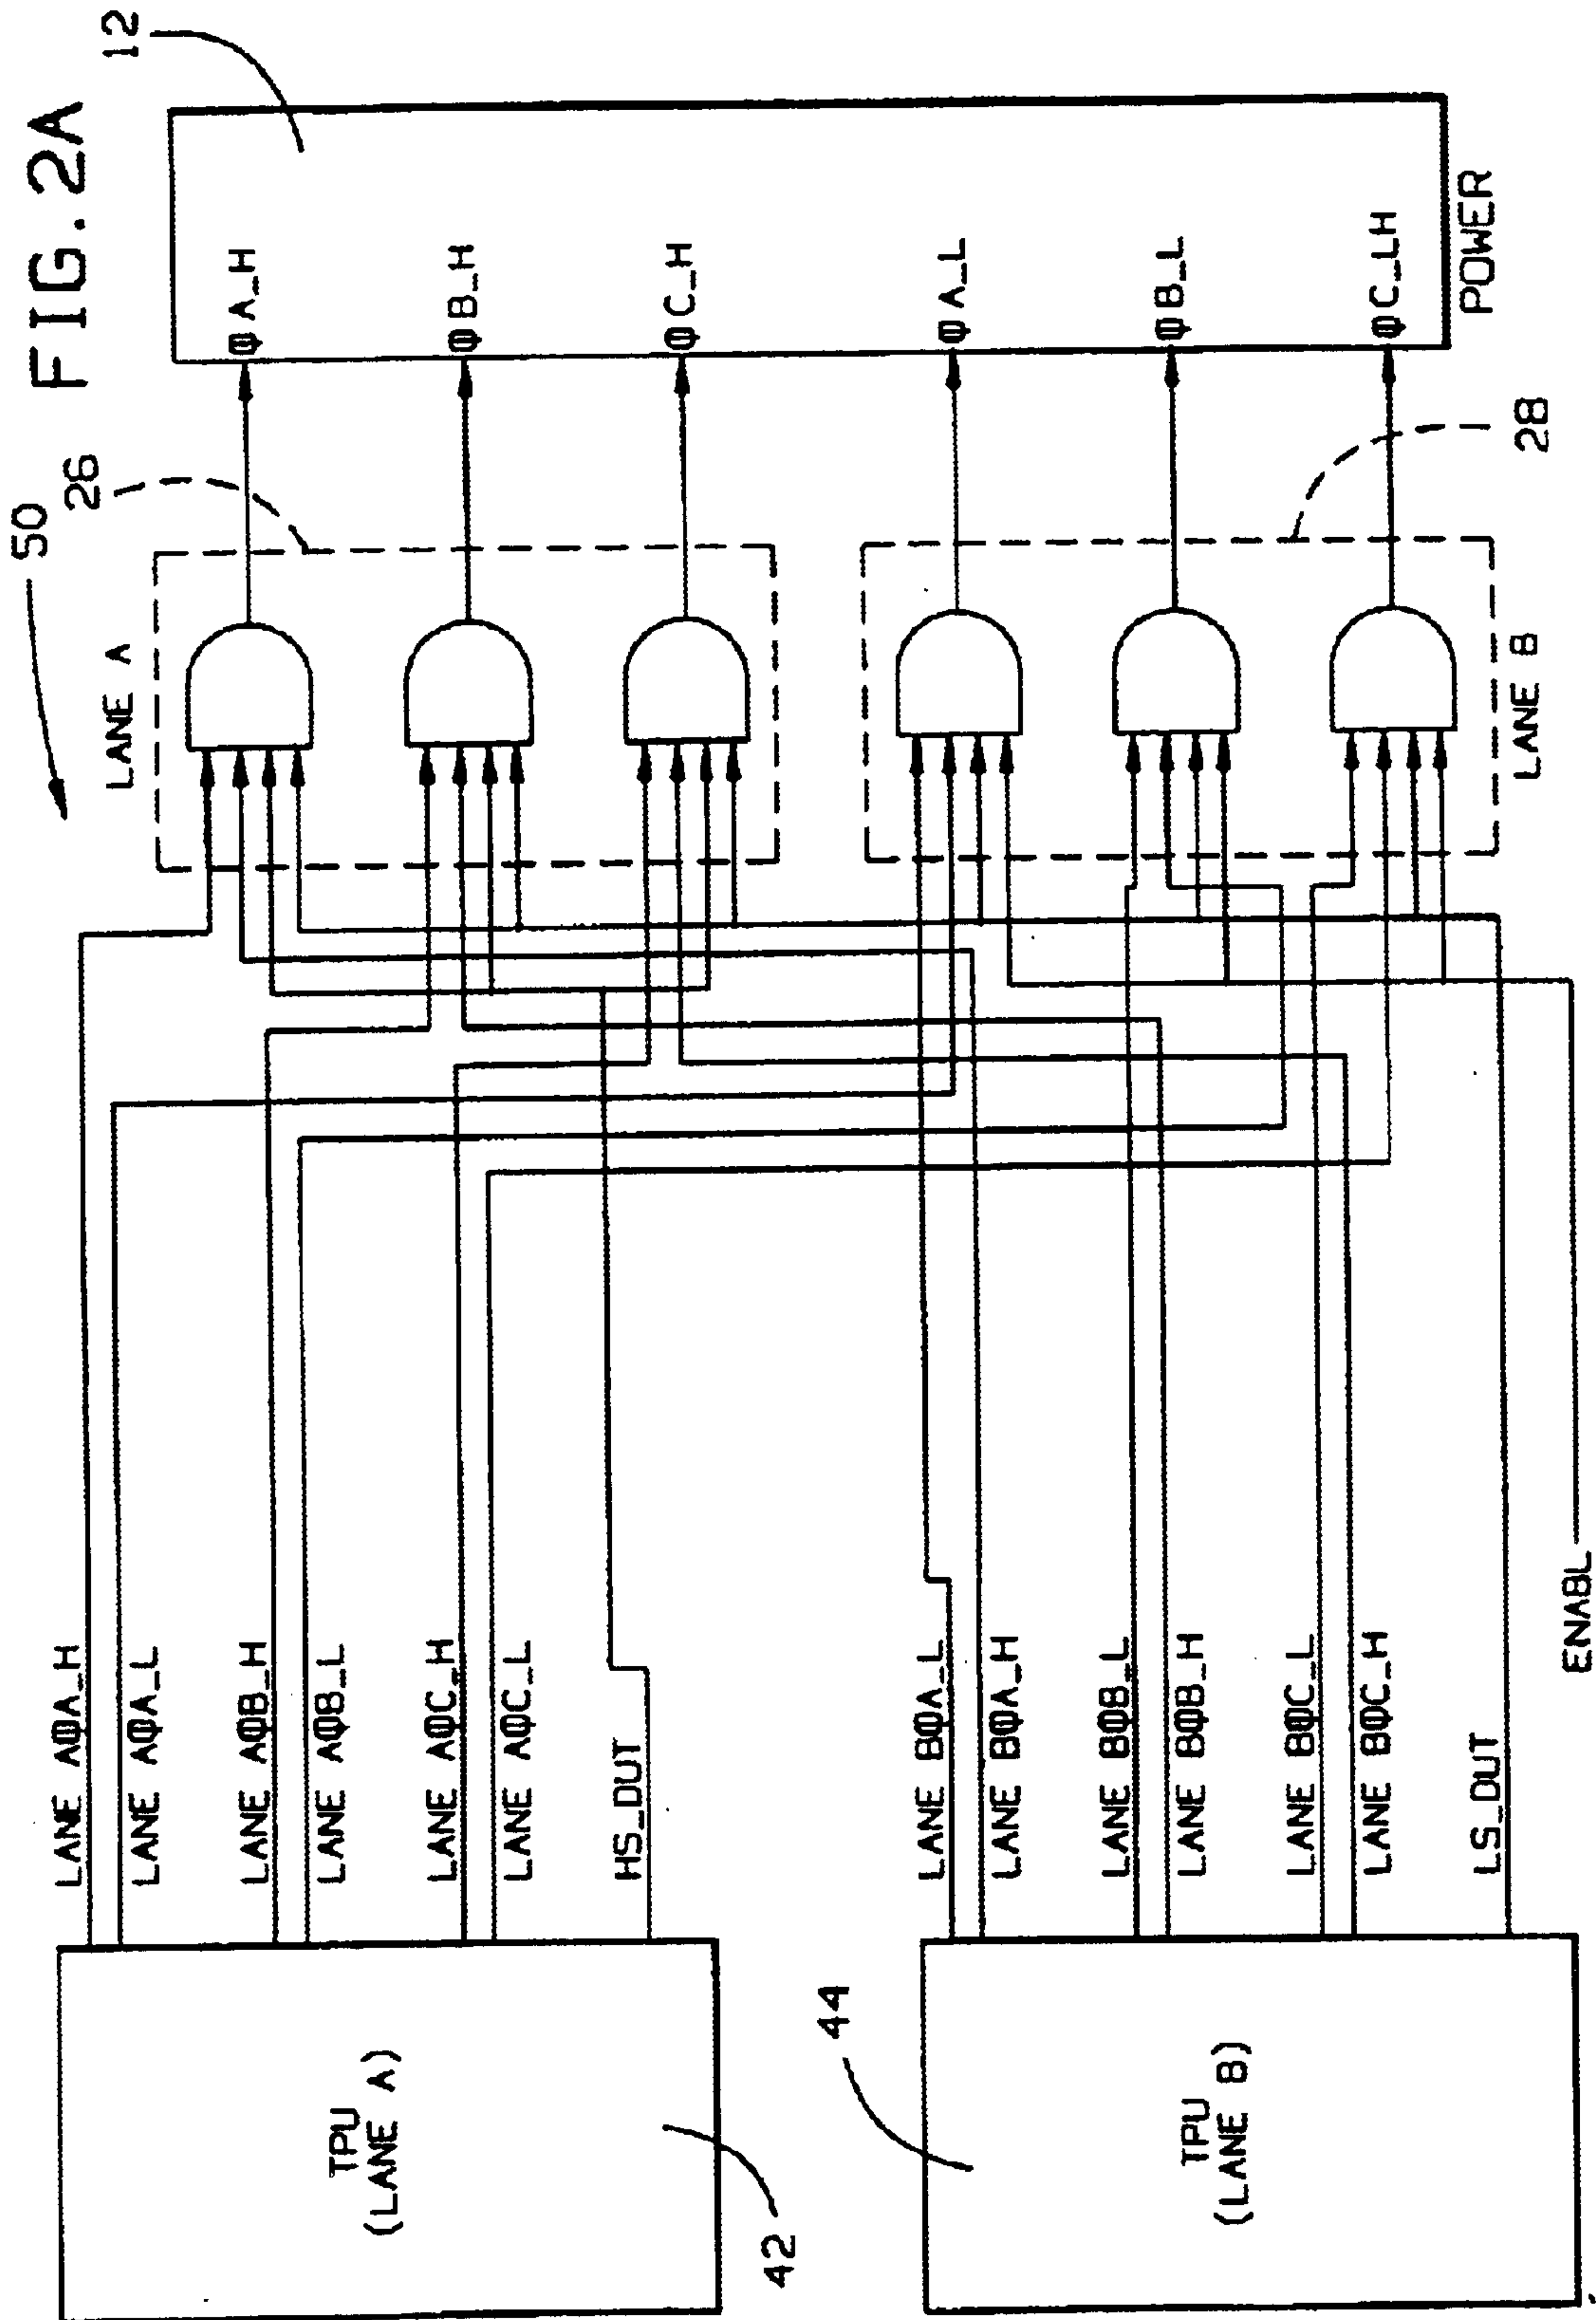 FIG. 2A
50
12
26
LANE A
TPU
(LANE A)
42
LANE AΦA_H
LANE AΦA_L
LANE AΦB_H
LANE AΦB_L
LANE AΦC_H
LANE AΦC_L
HS_DUT
ΦA_H
ΦB_H
ΦC_H
ΦA_L
ΦB_L
ΦC_LH
POWER
TPU
(LANE B)
44
LANE BΦA_L
LANE BΦA_H
LANE BΦB_L
LANE BΦB_H
LANE BΦC_L
LANE BΦC_H
LS_DUT
ENABL
LANE B
28